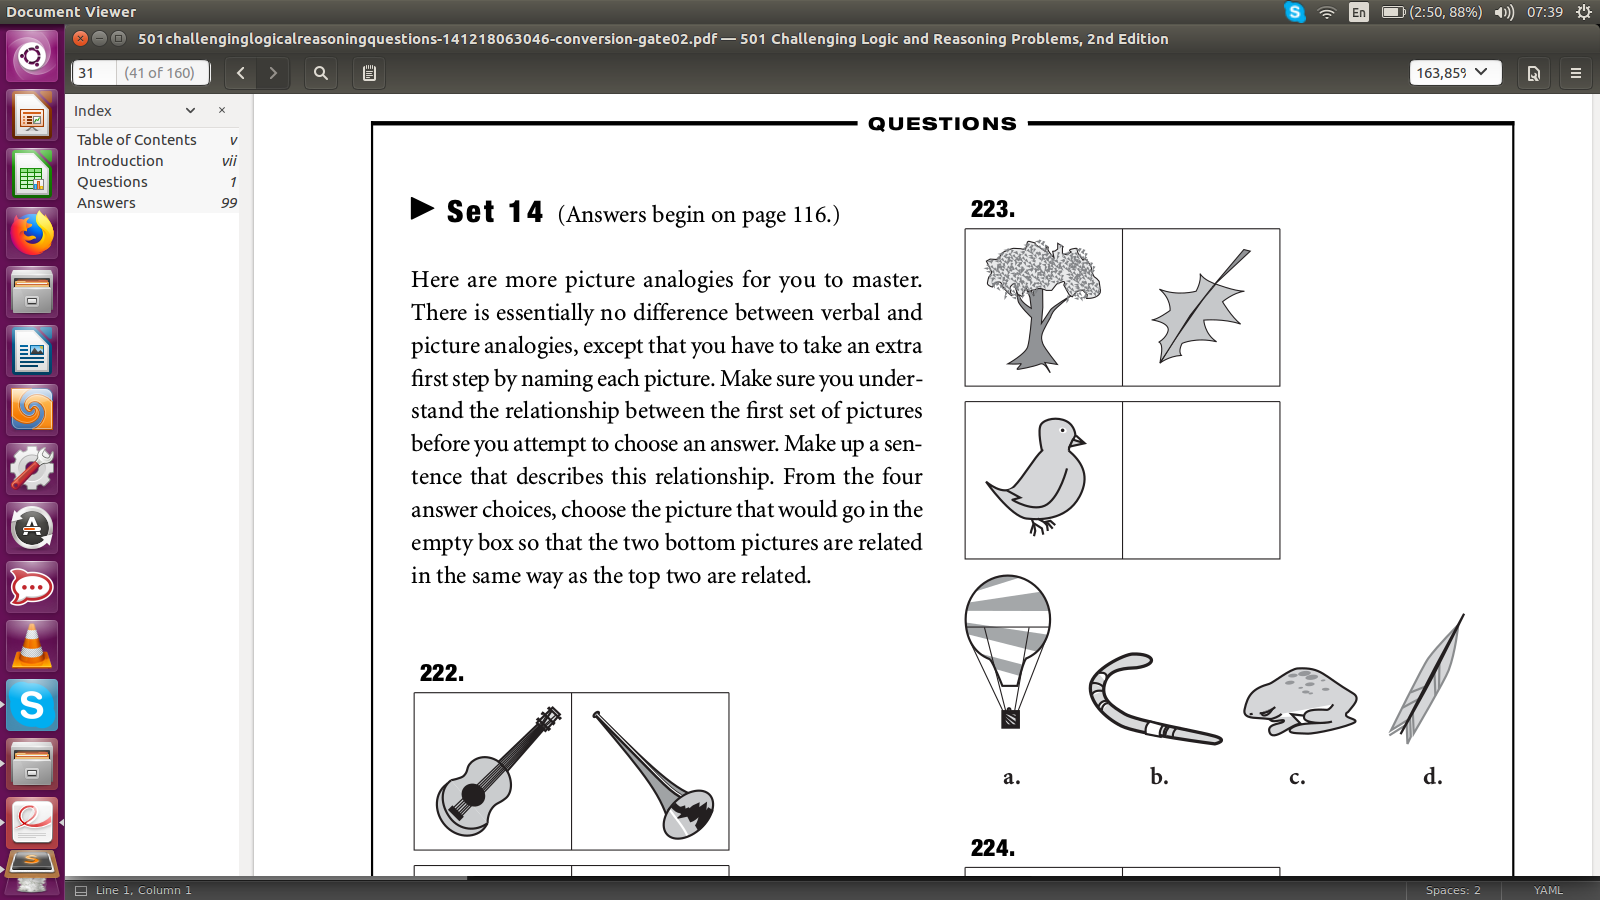 Document Viewer
En
(2:50, 88%)
07:39
501challenginglogicalreasoningquestions-141218063046-conversion-gate02.pdf — 501 Challenging Logic and Reasoning Problems, 2nd Edition
31 (41 of 160)
163,85%
Index
Table of Contents v
Introduction vii
Questions 1
Answers 99
QUESTIONS
Set 14 (Answers begin on page 116.)
Here are more picture analogies for you to master.
There is essentially no difference between verbal and
picture analogies, except that you have to take an extra
first step by naming each picture. Make sure you under-
stand the relationship between the first set of pictures
before you attempt to choose an answer. Make up a sen-
tence that describes this relationship. From the four
answer choices, choose the picture that would go in the
empty box so that the two bottom pictures are related
in the same way as the top two are related.
222.
223.
a. b. c. d.
224.
Line 1, Column 1
Spaces: 2
YAML